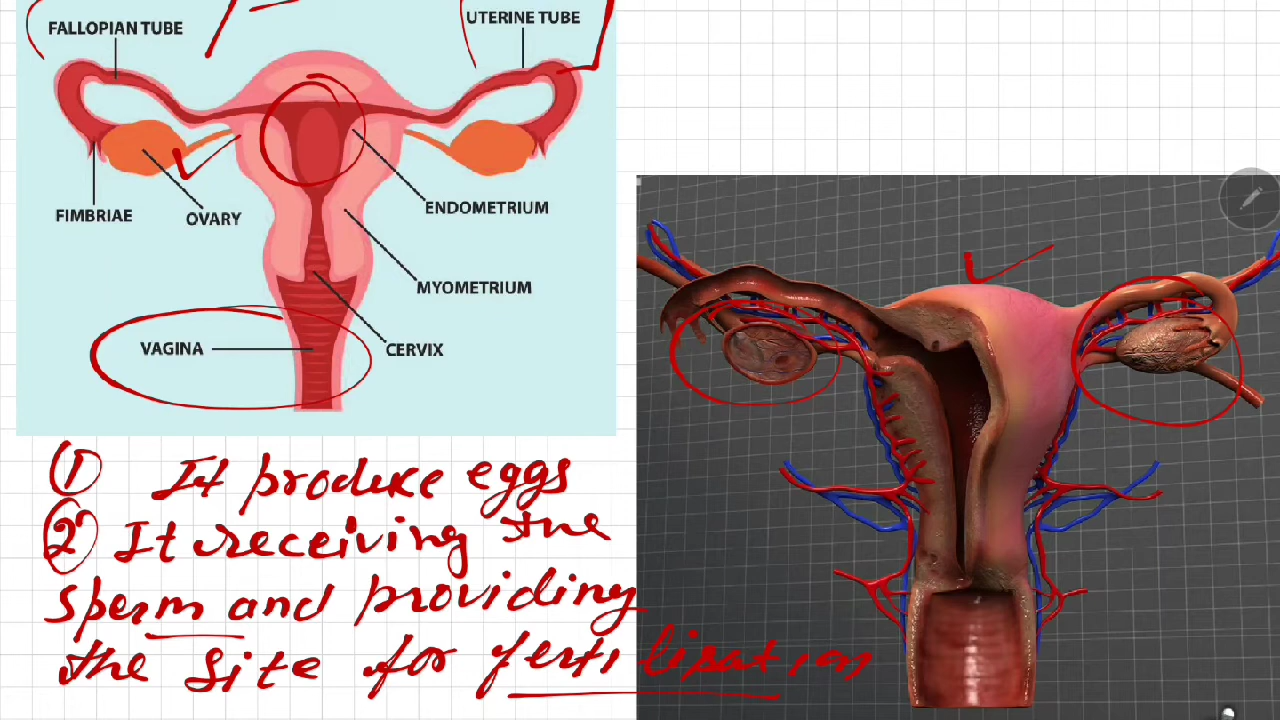 FALLOPIAN TUBE
UTERINE TUBE
FIMBRIAE
OVARY
ENDOMETRIUM
MYOMETRIUM
VAGINA
CERVIX
① It produce eggs
② It receiving the
sperm and providing
the site for fertilisation